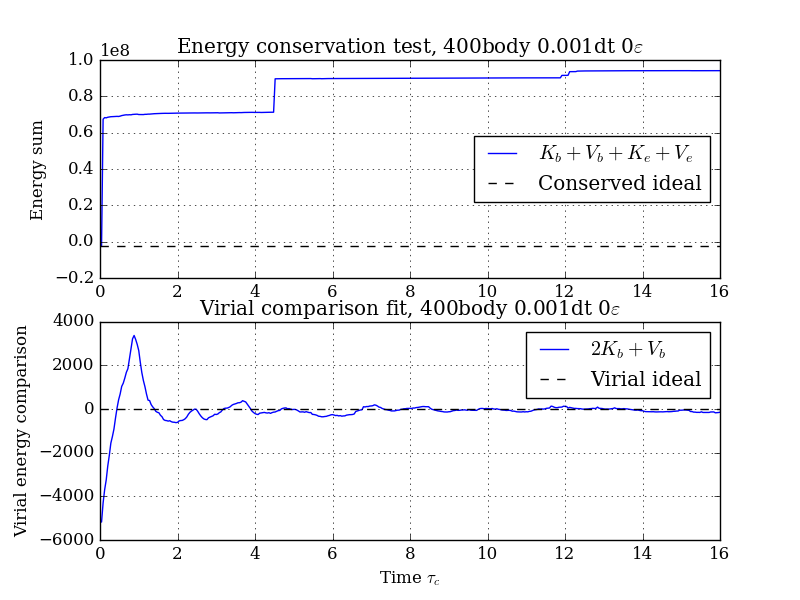 Energy conservation test, 400body 0.001dt 0ε
1e8
1.0
0.8
0.6
0.4
0.2
0.0
−0.2
Energy sum
K_b + V_b + K_e + V_e
Conserved ideal
0 2 4 6 8 10 12 14 16
Virial comparison fit, 400body 0.001dt 0ε
4000
2000
0
−2000
−4000
−6000
Virial energy comparison
2K_b + V_b
Virial ideal
0 2 4 6 8 10 12 14 16
Time τ_c